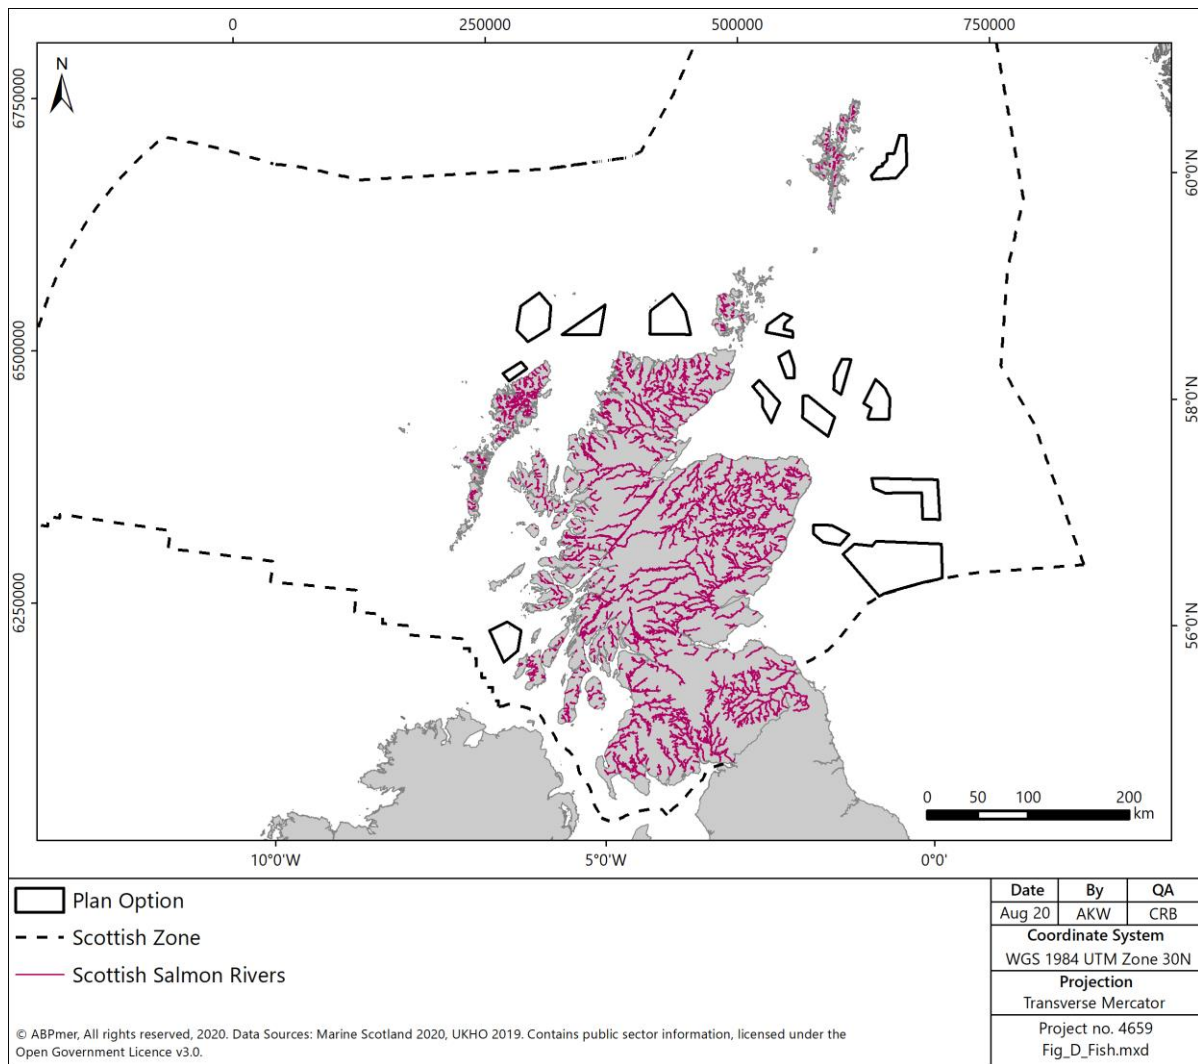 0 250000 500000 750000
N
6750000
6500000
6250000
60°0'N
58°0'N
56°0'N
0 50 100 200
km
10°0'W 5°0'W 0°0'
Plan Option
Scottish Zone
Scottish Salmon Rivers
© ABPmer, All rights reserved, 2020. Data Sources: Marine Scotland 2020, UKHO 2019. Contains public sector information, licensed under the
Open Government Licence v3.0.
Date By QA
Aug 20 AKW CRB
Coordinate System
WGS 1984 UTM Zone 30N
Projection
Transverse Mercator
Project no. 4659
Fig_D_Fish.mxd